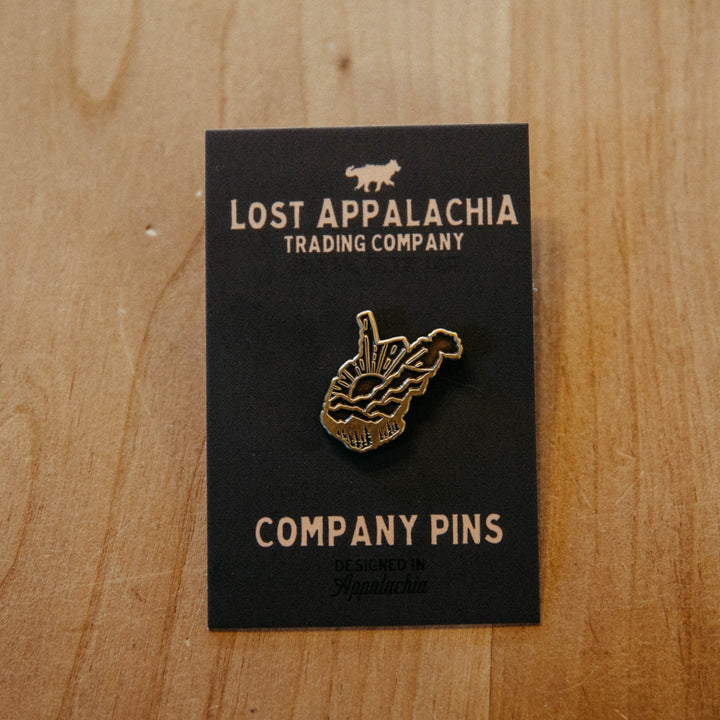 LOST APPALACHIA
TRADING COMPANY
COMPANY PINS
DESIGNED IN
Appalachia